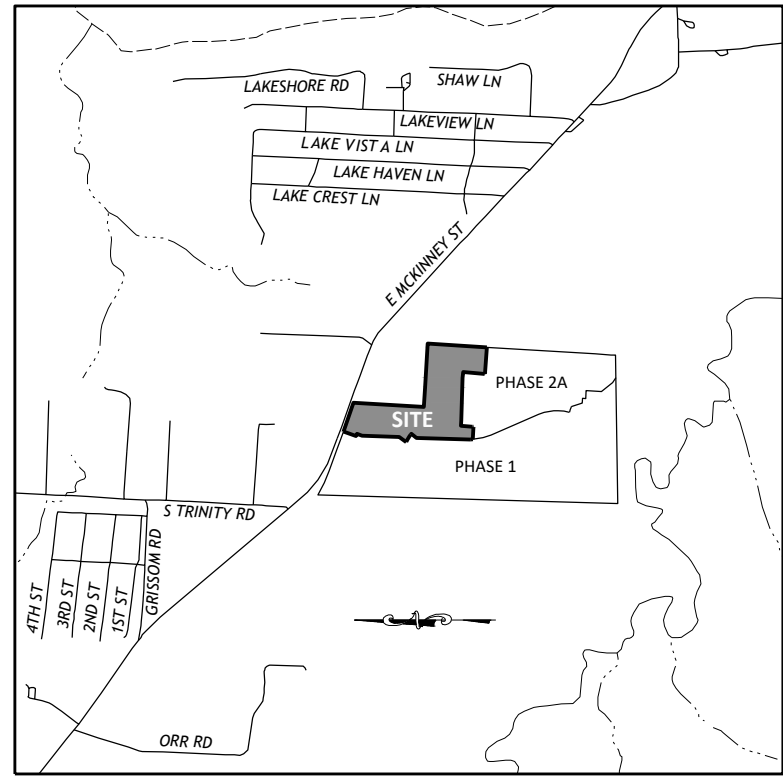 LAKESHORE RD
SHAW LN
LAKEVIEW LN
LAKE VISTA LN
LAKE HAVEN LN
LAKE CREST LN
E MCKINNEY ST
PHASE 2A
SITE
PHASE 1
S TRINITY RD
GRISSOM RD
4TH ST
3RD ST
2ND ST
1ST ST
ORR RD